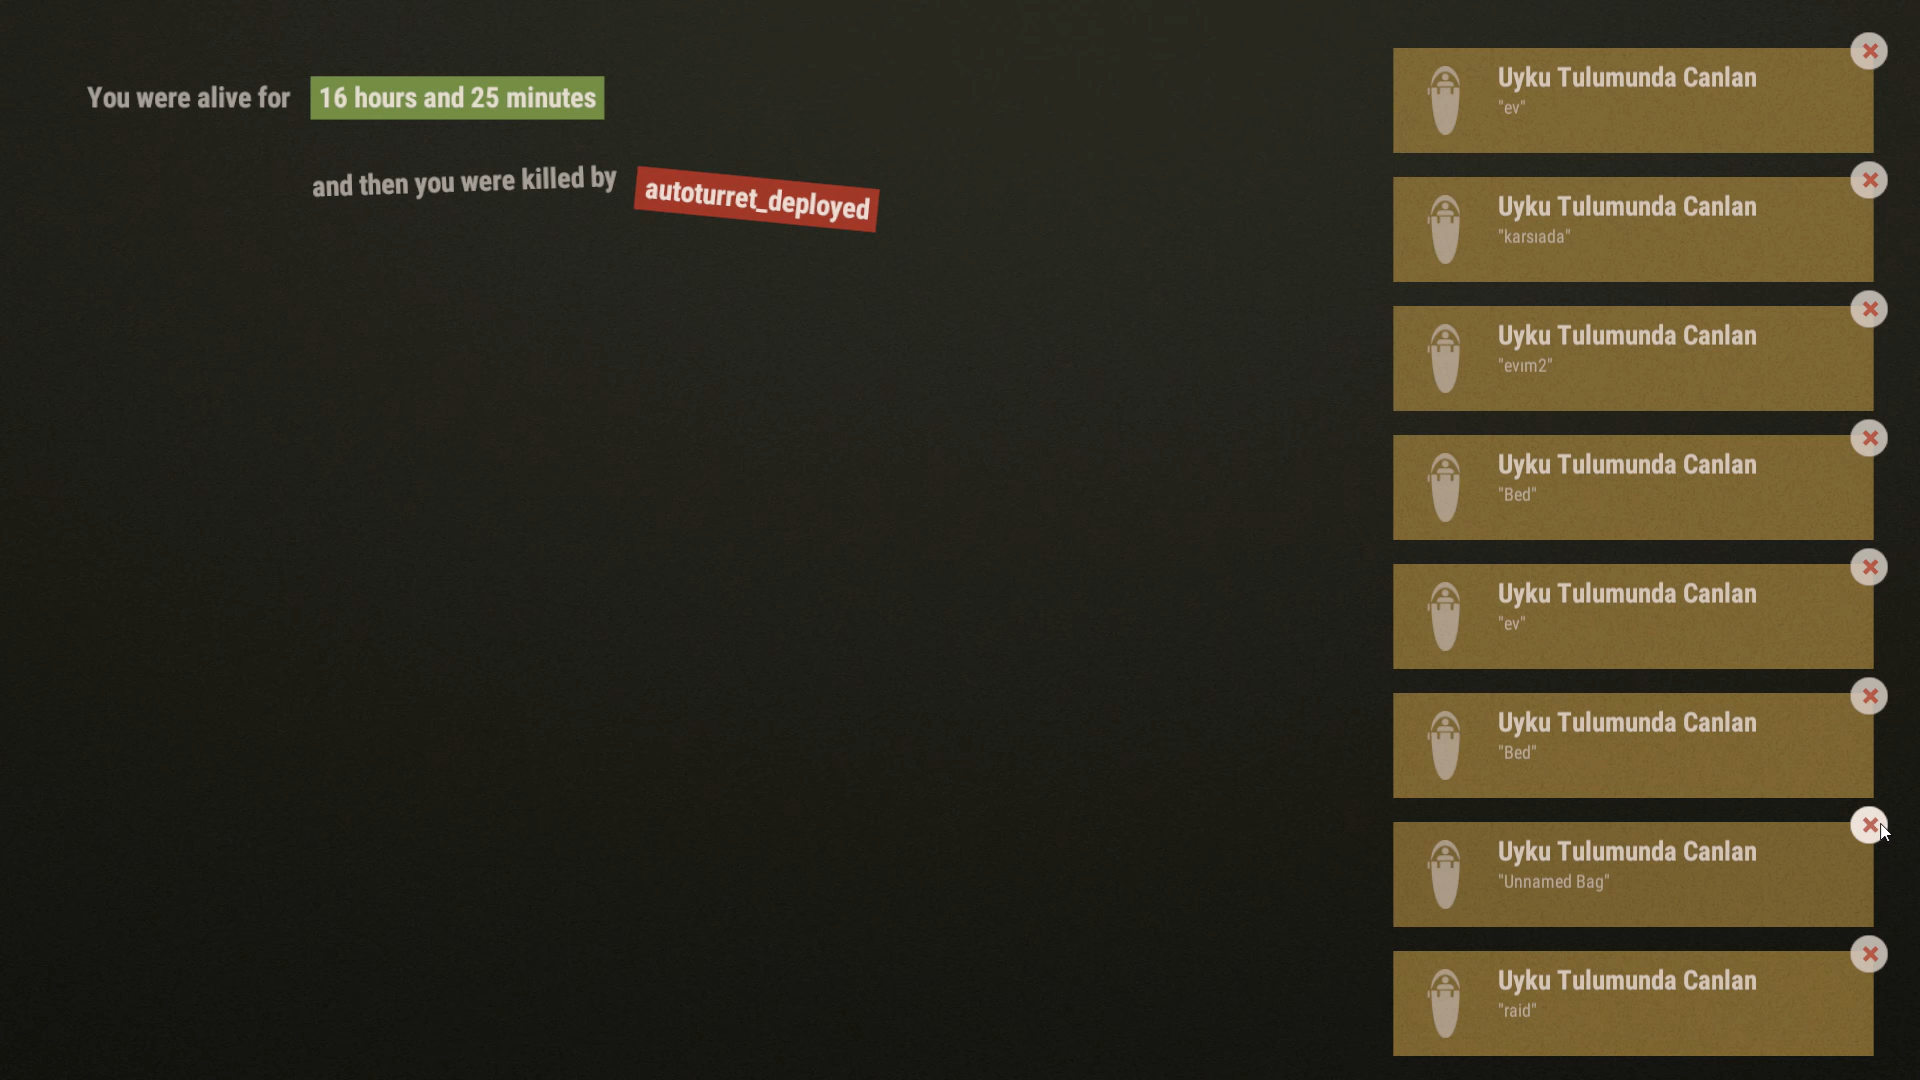 You were alive for 16 hours and 25 minutes
and then you were killed by autoturret_deployed
Uyku Tulumunda Canlan
"ev"
Uyku Tulumunda Canlan
"karsıada"
Uyku Tulumunda Canlan
"evım2"
Uyku Tulumunda Canlan
"Bed"
Uyku Tulumunda Canlan
"ev"
Uyku Tulumunda Canlan
"Bed"
Uyku Tulumunda Canlan
"Unnamed Bag"
Uyku Tulumunda Canlan
"raid"